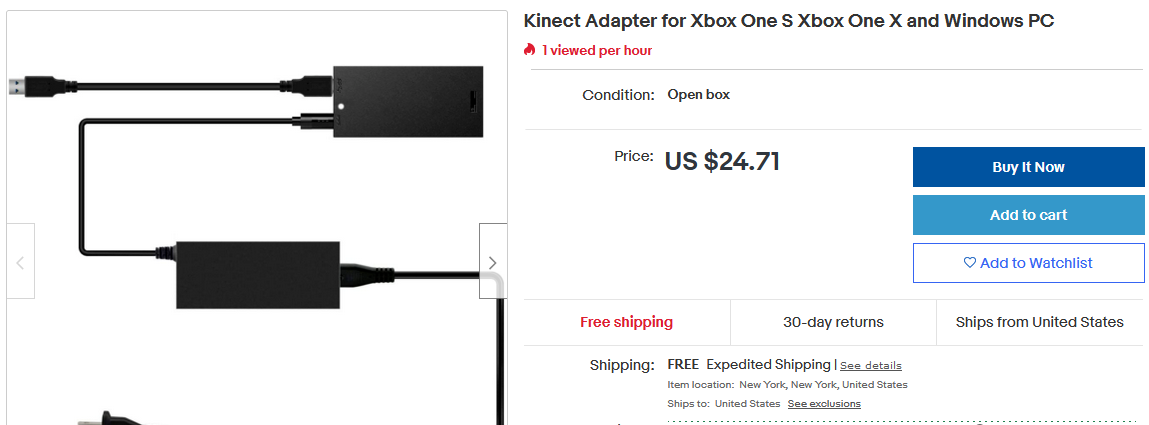 Kinect Adapter for Xbox One S Xbox One X and Windows PC
1 viewed per hour
Condition: Open box
Price: US $24.71
Buy It Now
Add to cart
Add to Watchlist
Free shipping
30-day returns
Ships from United States
Shipping: FREE Expedited Shipping | See details
Item location: New York, New York, United States
Ships to: United States See exclusions